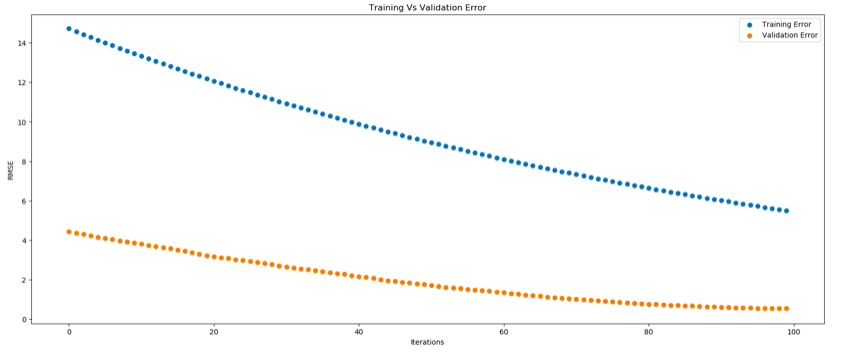 Training Vs Validation Error
Training Error
Validation Error
RMSE
14
12
10
8
6
4
2
0
0 20 40 60 80 100
Iterations